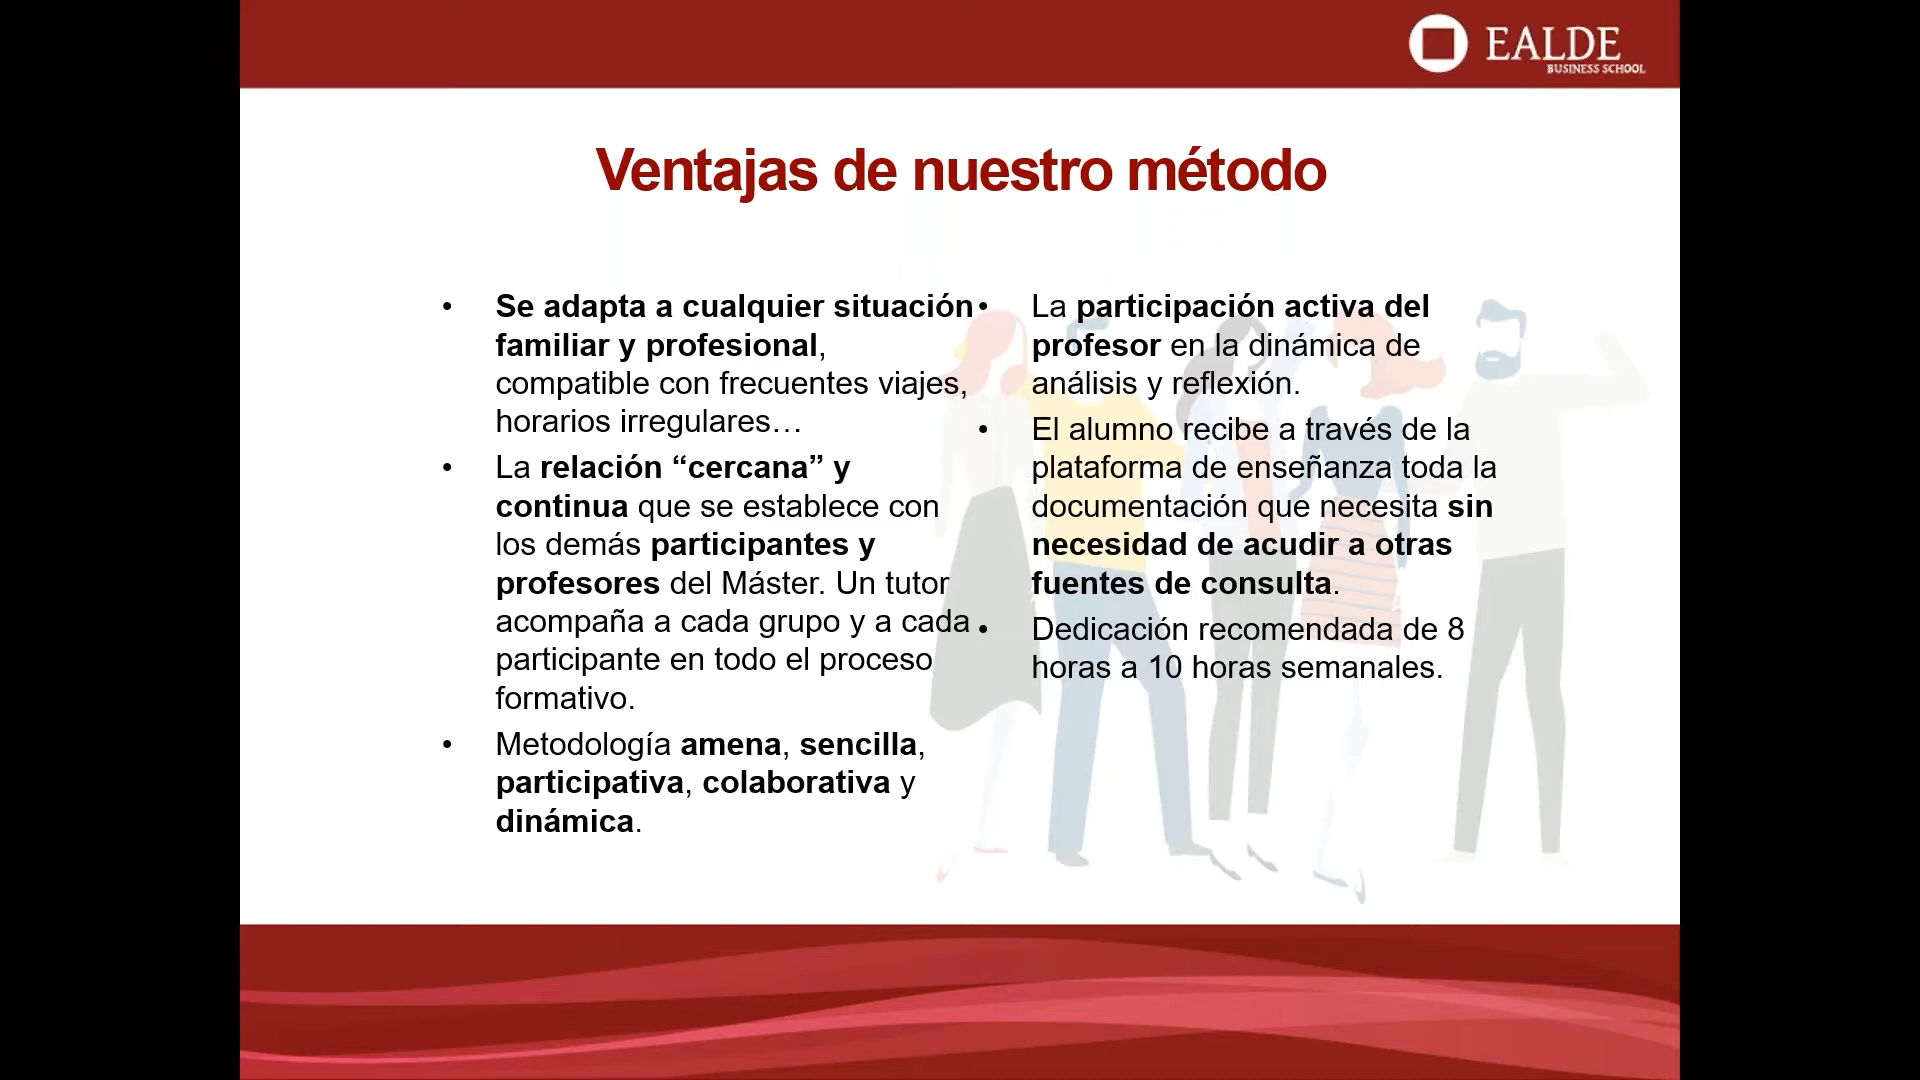 EALDE
BUSINESS SCHOOL
Ventajas de nuestro método
• Se adapta a cualquier situación
familiar y profesional,
compatible con frecuentes viajes,
horarios irregulares…
• La relación “cercana” y
continua que se establece con
los demás participantes y
profesores del Máster. Un tutor
acompaña a cada grupo y a cada
participante en todo el proceso
formativo.
• Metodología amena, sencilla,
participativa, colaborativa y
dinámica.
• La participación activa del
profesor en la dinámica de
análisis y reflexión.
• El alumno recibe a través de la
plataforma de enseñanza toda la
documentación que necesita sin
necesidad de acudir a otras
fuentes de consulta.
• Dedicación recomendada de 8
horas a 10 horas semanales.